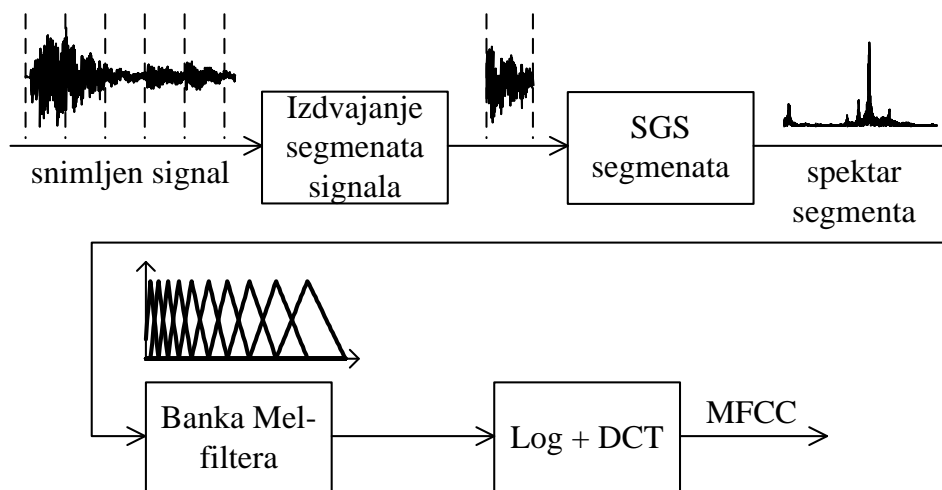 snimljen signal
Izdvajanje
segmenata
signala
SGS
segmenata
spektar
segmenta
Banka Mel-
filtera
Log + DCT
MFCC